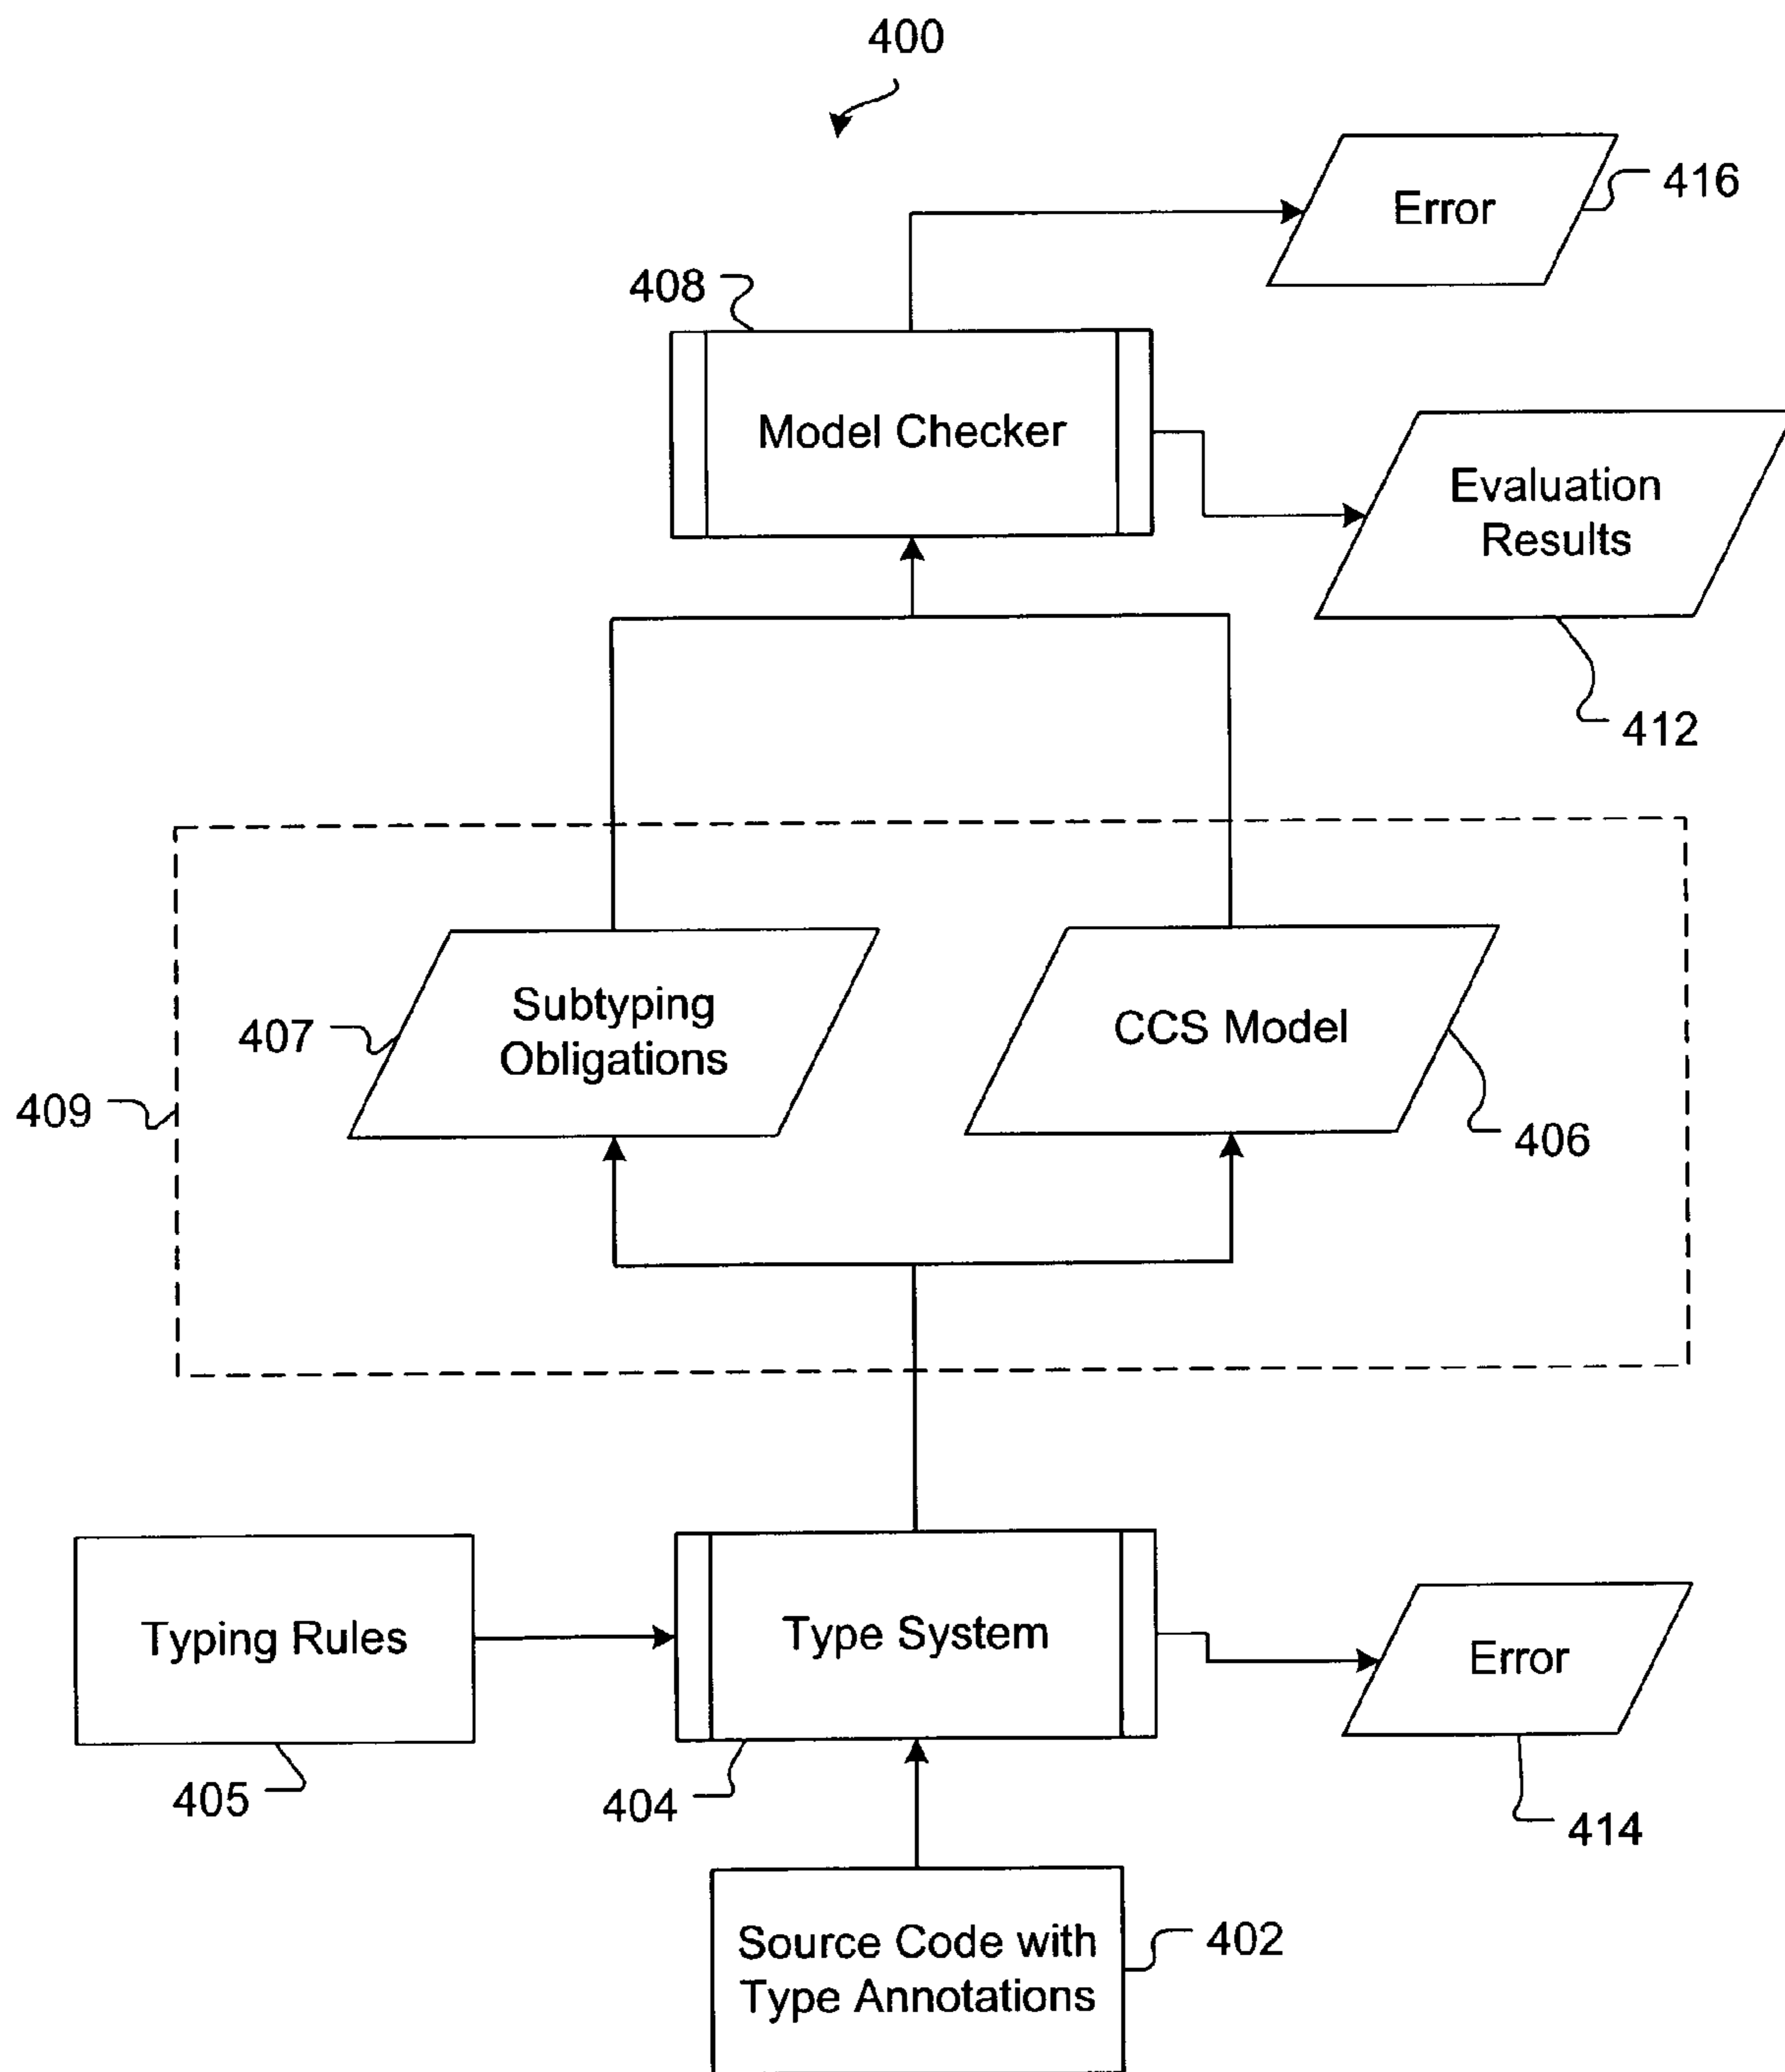 400
Error
416
408
Model Checker
Evaluation
Results
412
Subtyping
Obligations
407
CCS Model
406
409
Typing Rules
405
Type System
404
Error
414
Source Code with
Type Annotations
402